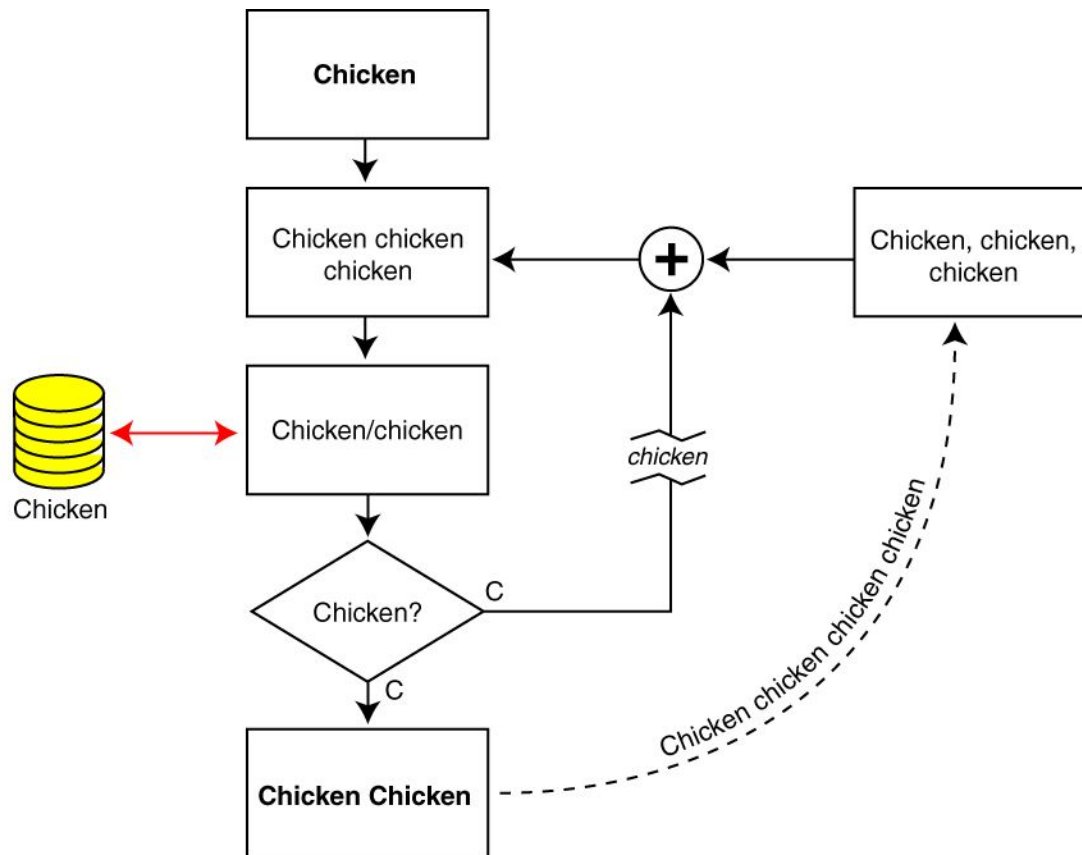 Chicken
Chicken chicken
chicken
+
Chicken, chicken,
chicken
Chicken/chicken
Chicken
chicken
Chicken?
C
C
Chicken chicken chicken chicken
Chicken Chicken